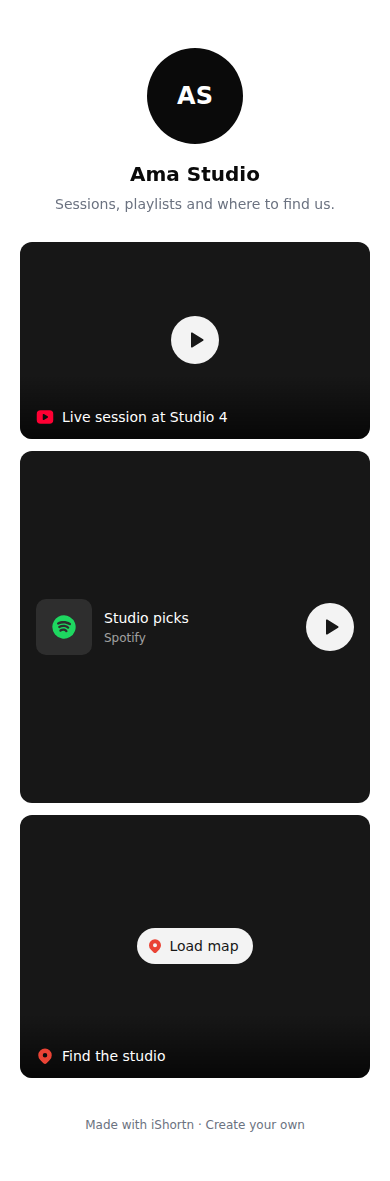 AS
Ama Studio
Sessions, playlists and where to find us.
Live session at Studio 4
Studio picks
Spotify
Load map
Find the studio
Made with iShortn · Create your own